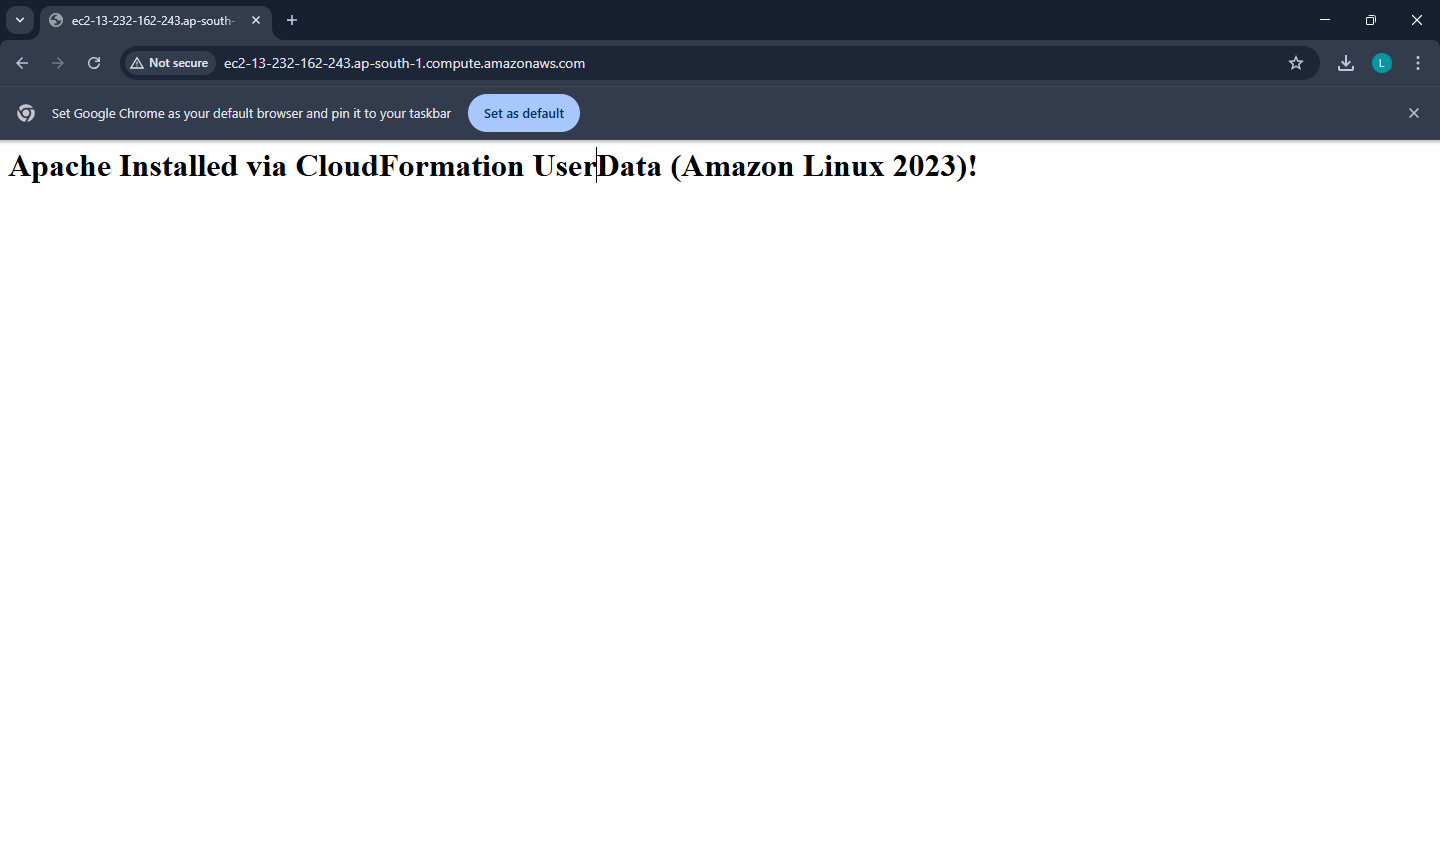 ec2-13-232-162-243.ap-south-
Not secure
ec2-13-232-162-243.ap-south-1.compute.amazonaws.com
L
Set Google Chrome as your default browser and pin it to your taskbar
Set as default
Apache Installed via CloudFormation UserData (Amazon Linux 2023)!